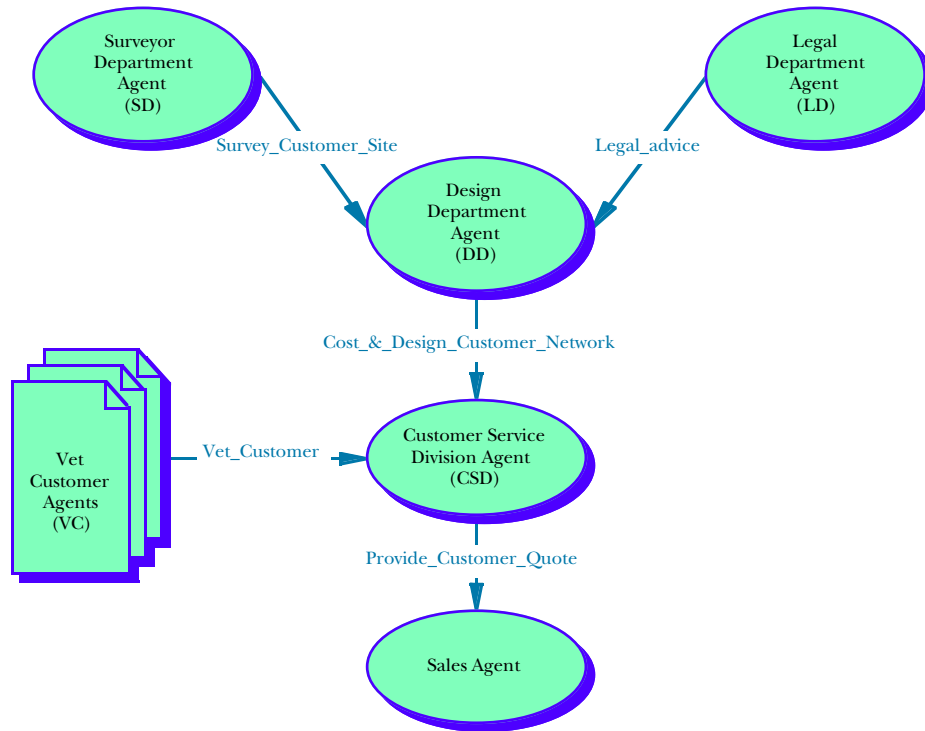 Surveyor
Department
Agent
(SD)
Legal
Department
Agent
(LD)
Survey_Customer_Site
Legal_advice
Design
Department
Agent
(DD)
Cost_&_Design_Customer_Network
Vet
Customer
Agents
(VC)
Vet_Customer
Customer Service
Division Agent
(CSD)
Provide_Customer_Quote
Sales Agent